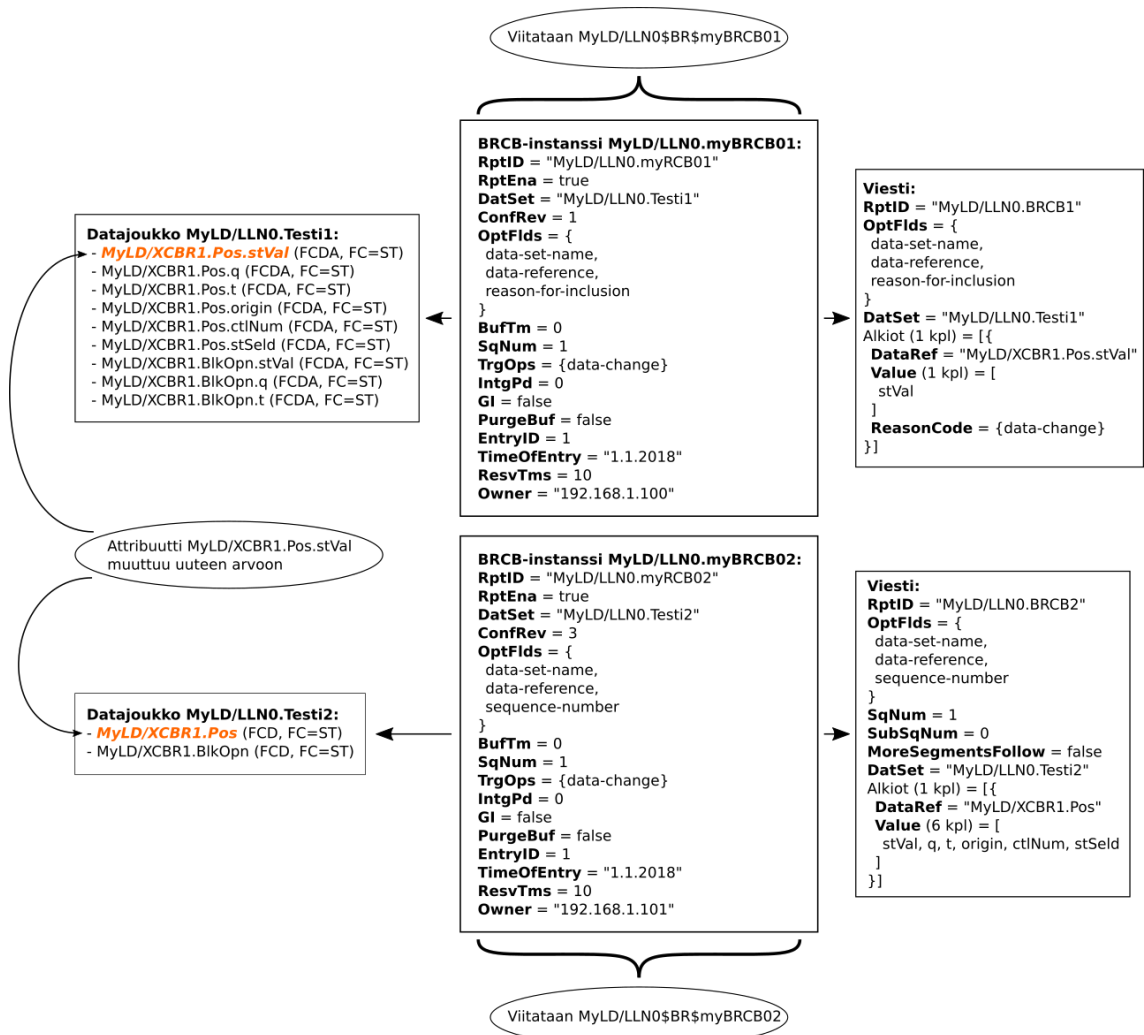 Viitataan MyLD/LLN0$BR$myBRCB01
BRCB-instanssi MyLD/LLN0.myBRCB01:
RptID = "MyLD/LLN0.myRCB01"
RptEna = true
DatSet = "MyLD/LLN0.Testi1"
ConfRev = 1
OptFlds = {
data-set-name,
data-reference,
reason-for-inclusion
}
BufTm = 0
SqNum = 1
TrgOps = {data-change}
IntgPd = 0
GI = false
PurgeBuf = false
EntryID = 1
TimeOfEntry = "1.1.2018"
ResvTms = 10
Owner = "192.168.1.100"
Datajoukko MyLD/LLN0.Testi1:
- MyLD/XCBR1.Pos.stVal (FCDA, FC=ST)
- MyLD/XCBR1.Pos.q (FCDA, FC=ST)
- MyLD/XCBR1.Pos.t (FCDA, FC=ST)
- MyLD/XCBR1.Pos.origin (FCDA, FC=ST)
- MyLD/XCBR1.Pos.ctlNum (FCDA, FC=ST)
- MyLD/XCBR1.Pos.stSeld (FCDA, FC=ST)
- MyLD/XCBR1.BlkOpn.stVal (FCDA, FC=ST)
- MyLD/XCBR1.BlkOpn.q (FCDA, FC=ST)
- MyLD/XCBR1.BlkOpn.t (FCDA, FC=ST)
Viesti:
RptID = "MyLD/LLN0.BRCB1"
OptFlds = {
data-set-name,
data-reference,
reason-for-inclusion
}
DatSet = "MyLD/LLN0.Testi1"
Alkiot (1 kpl) = [{
DataRef = "MyLD/XCBR1.Pos.stVal"
Value (1 kpl) = [
stVal
]
ReasonCode = {data-change}
}]
Attribuutti MyLD/XCBR1.Pos.stVal
muuttuu uuteen arvoon
BRCB-instanssi MyLD/LLN0.myBRCB02:
RptID = "MyLD/LLN0.myRCB02"
RptEna = true
DatSet = "MyLD/LLN0.Testi2"
ConfRev = 3
OptFlds = {
data-set-name,
data-reference,
sequence-number
}
BufTm = 0
SqNum = 1
TrgOps = {data-change}
IntgPd = 0
GI = false
PurgeBuf = false
EntryID = 1
TimeOfEntry = "1.1.2018"
ResvTms = 10
Owner = "192.168.1.101"
Datajoukko MyLD/LLN0.Testi2:
- MyLD/XCBR1.Pos (FCD, FC=ST)
- MyLD/XCBR1.BlkOpn (FCD, FC=ST)
Viesti:
RptID = "MyLD/LLN0.BRCB2"
OptFlds = {
data-set-name,
data-reference,
sequence-number
}
SqNum = 1
SubSqNum = 0
MoreSegmentsFollow = false
DatSet = "MyLD/LLN0.Testi2"
Alkiot (1 kpl) = [{
DataRef = "MyLD/XCBR1.Pos"
Value (6 kpl) = [
stVal, q, t, origin, ctlNum, stSeld
]
}]
Viitataan MyLD/LLN0$BR$myBRCB02